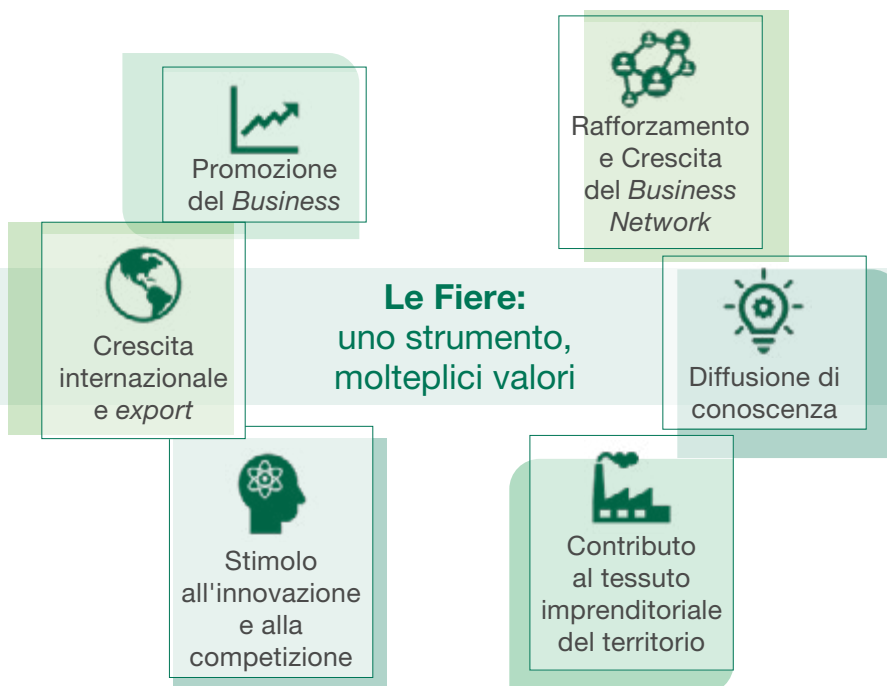 Promozione
del Business
Rafforzamento
e Crescita
del Business
Network
Le Fiere:
uno strumento,
molteplici valori
Crescita
internazionale
e export
Diffusione di
conoscenza
Stimolo
all'innovazione
e alla
competizione
Contributo
al tessuto
imprenditoriale
del territorio